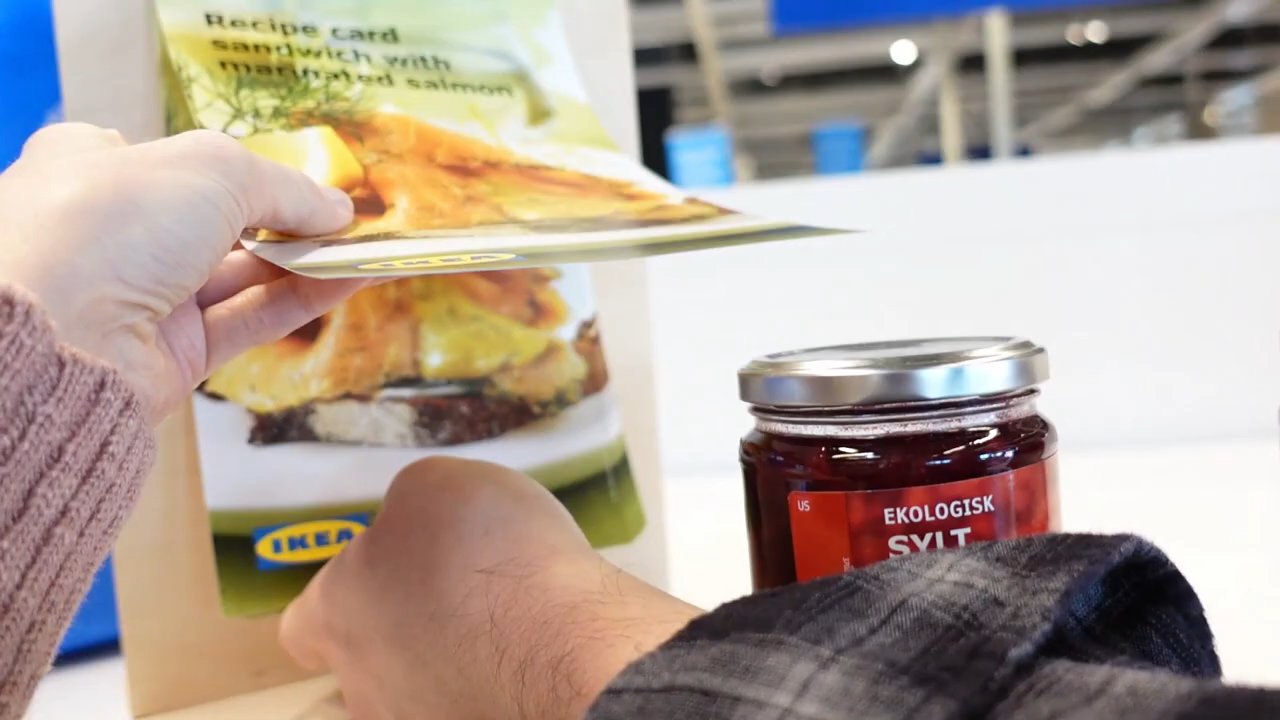 Recipe card
sandwich with
marinated salmon
IKEA
IKEA
US
EKOLOGISK
SYLT